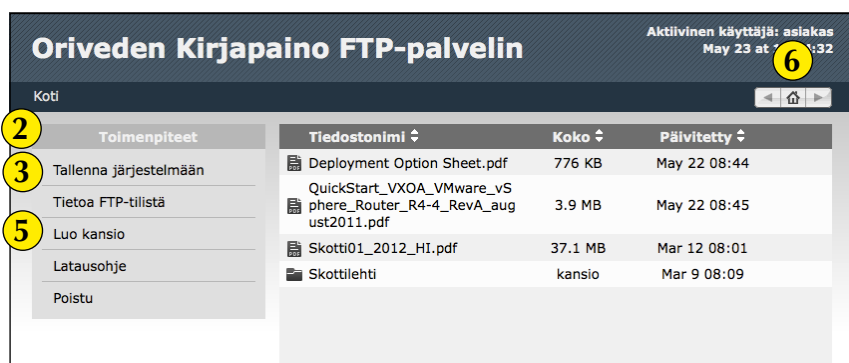 Oriveden Kirjapaino FTP-palvelin
Aktiivinen käyttäjä: asiakas
May 23 at
:32
6
Koti
2
Toimenpiteet
3
Tallenna järjestelmään
Tietoa FTP-tilistä
5
Luo kansio
Latausohje
Poistu
Tiedostonimi Koko Päivitetty
Deployment Option Sheet.pdf 776 KB May 22 08:44
QuickStart_VXOA_VMware_vS
phere_Router_R4-4_RevA_aug 3.9 MB May 22 08:45
ust2011.pdf
Skotti01_2012_HI.pdf 37.1 MB Mar 12 08:01
Skottilehti kansio Mar 9 08:09